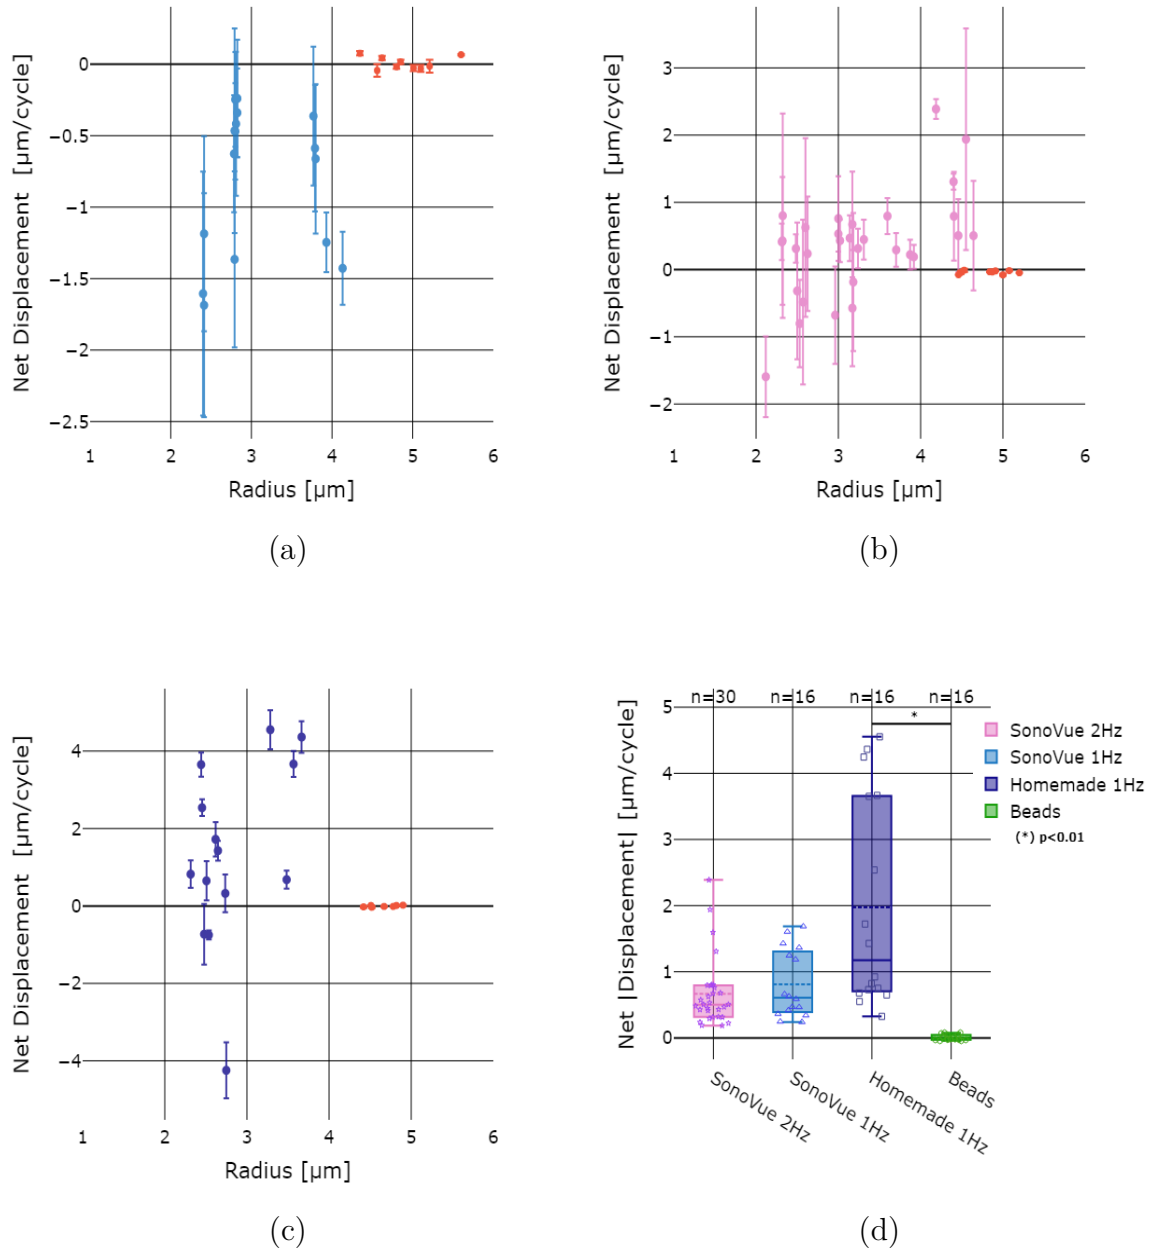 Net Displacement [μm/cycle]
0
−0.5
−1
−1.5
−2
−2.5
1 2 3 4 5 6
Radius [μm]
(a)
Net Displacement [μm/cycle]
3
2
1
0
−1
−2
1 2 3 4 5 6
Radius [μm]
(b)
Net Displacement [μm/cycle]
4
2
0
−2
−4
1 2 3 4 5 6
Radius [μm]
(c)
Net |Displacement| [μm/cycle]
n=30 n=16 n=16 n=16
5
4
3
2
1
0
*
SonoVue 2Hz
SonoVue 1Hz
Homemade 1Hz
Beads
(*) p<0.01
SonoVue 2Hz
SonoVue 1Hz
Homemade 1Hz
Beads
(d)